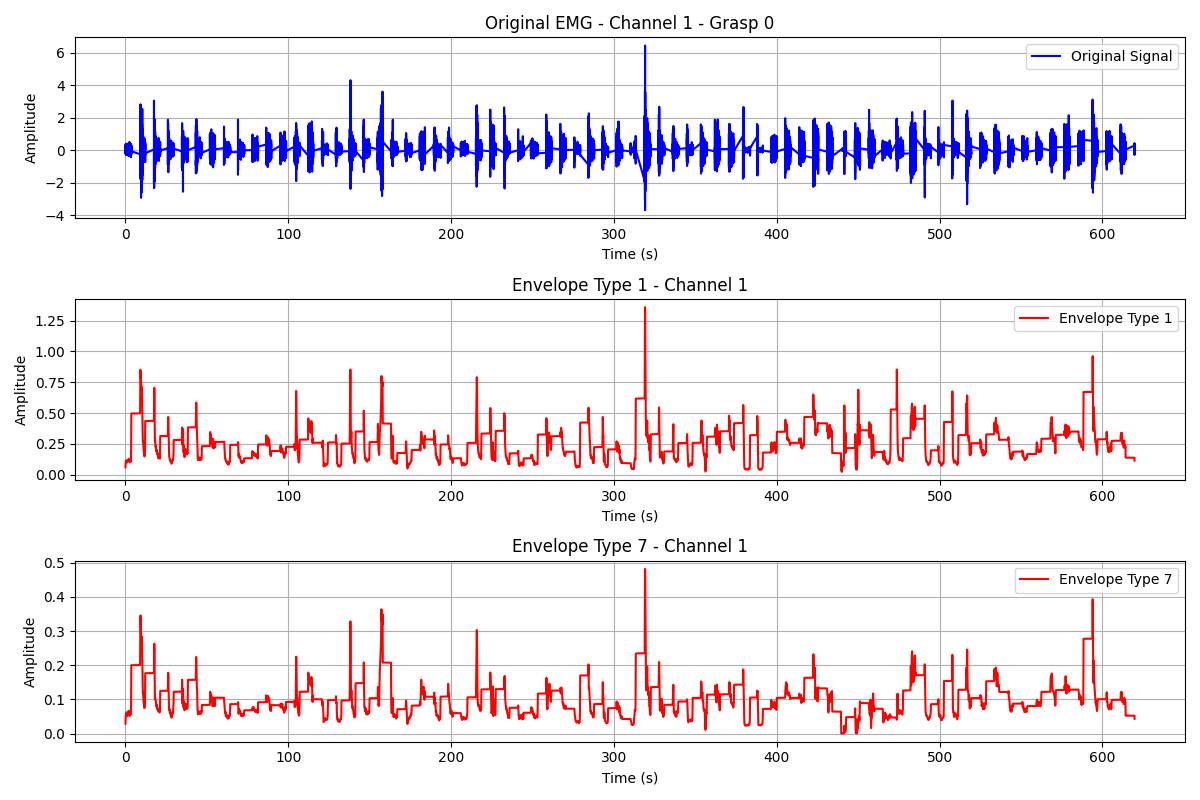 Original EMG - Channel 1 - Grasp 0
6
4
2
0
−2
−4
Amplitude
Original Signal
0 100 200 300 400 500 600
Time (s)
Envelope Type 1 - Channel 1
1.25
1.00
0.75
0.50
0.25
0.00
Amplitude
Envelope Type 1
0 100 200 300 400 500 600
Time (s)
Envelope Type 7 - Channel 1
0.5
0.4
0.3
0.2
0.1
0.0
Amplitude
Envelope Type 7
0 100 200 300 400 500 600
Time (s)